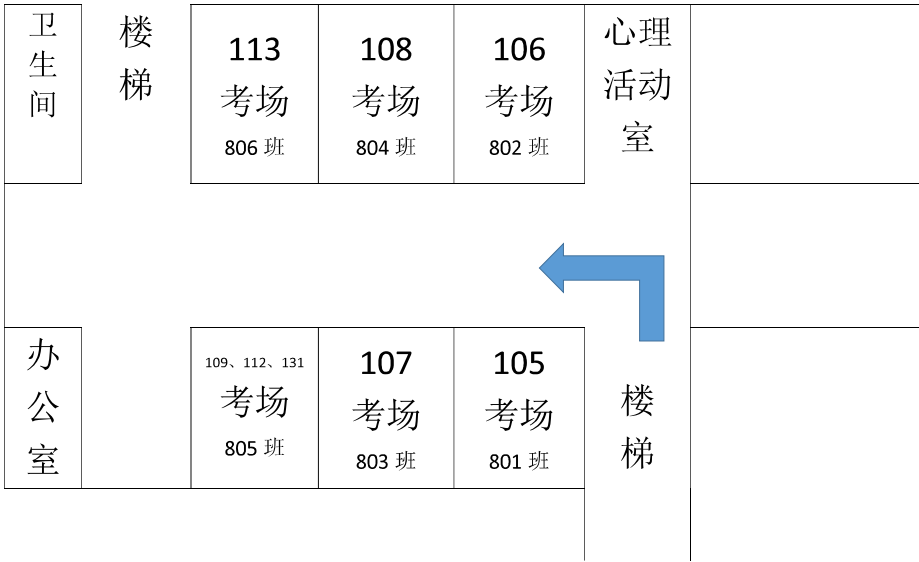 卫
生
间
楼
梯
113
考场
806 班
108
考场
804 班
106
考场
802 班
心理
活动
室
办
公
室
109、112、131
考场
805 班
107
考场
803 班
105
考场
801 班
楼
梯